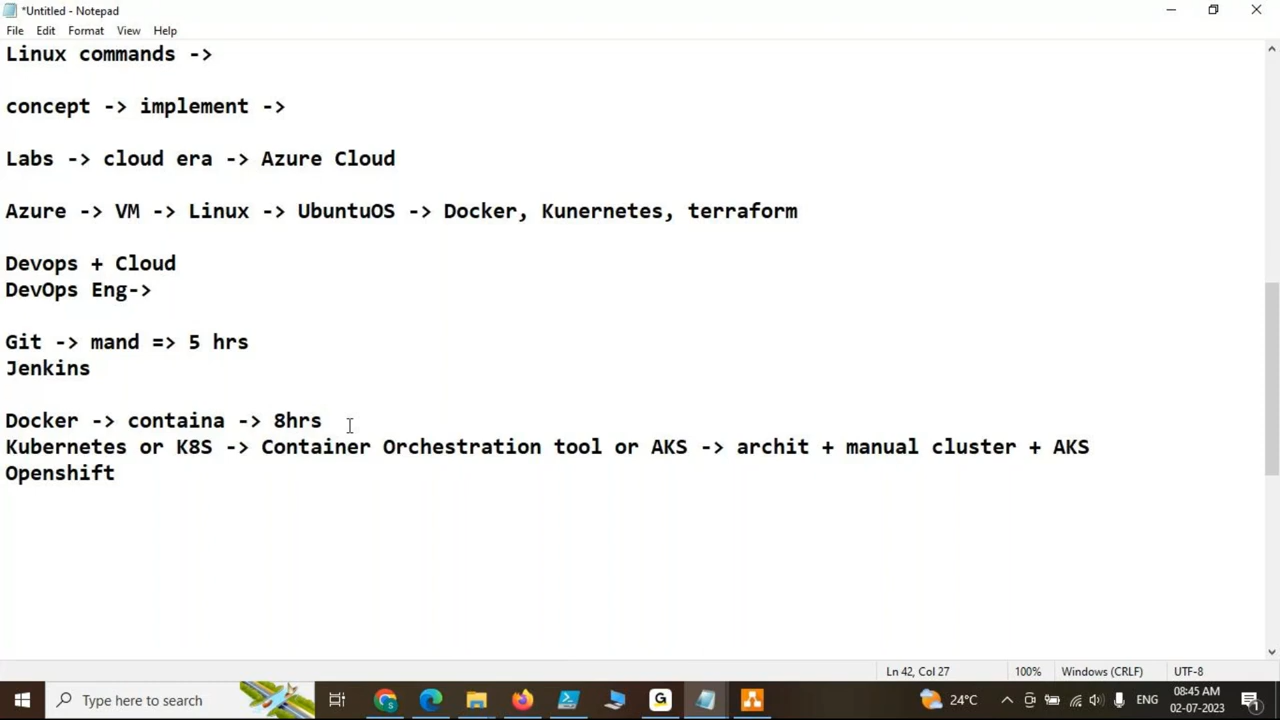 *Untitled - Notepad
File Edit Format View Help
Linux commands ->
concept -> implement ->
Labs -> cloud era -> Azure Cloud
Azure -> VM -> Linux -> UbuntuOS -> Docker, Kunernetes, terraform
Devops + Cloud
DevOps Eng->
Git -> mand => 5 hrs
Jenkins
Docker -> containa -> 8hrs
Kubernetes or K8S -> Container Orchestration tool or AKS -> archit + manual cluster + AKS
Openshift
Ln 42, Col 27 100% Windows (CRLF) UTF-8
Type here to search G 24°C ENG 08:45 AM
02-07-2023 1